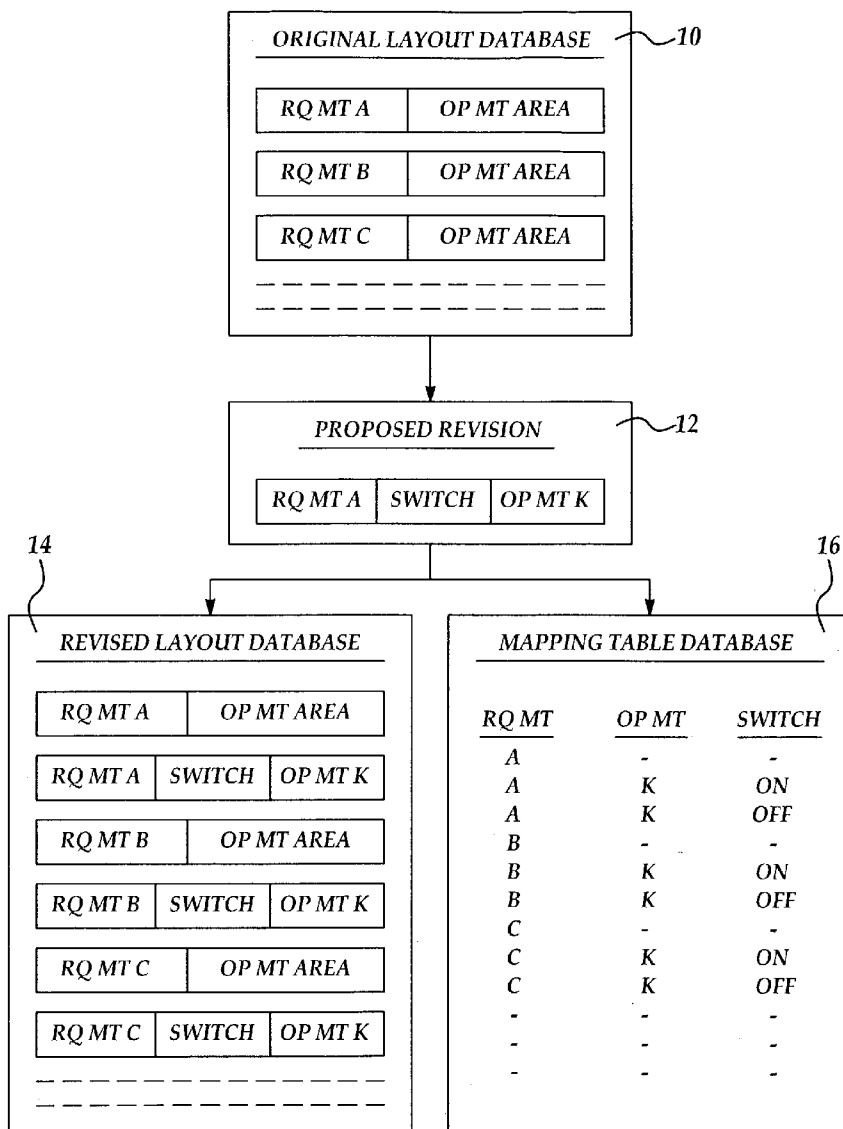 ORIGINAL LAYOUT DATABASE
10
RQ MT A OP MT AREA
RQ MT B OP MT AREA
RQ MT C OP MT AREA
PROPOSED REVISION
12
RQ MT A SWITCH OP MT K
14
REVISED LAYOUT DATABASE
RQ MT A OP MT AREA
RQ MT A SWITCH OP MT K
RQ MT B OP MT AREA
RQ MT B SWITCH OP MT K
RQ MT C OP MT AREA
RQ MT C SWITCH OP MT K
16
MAPPING TABLE DATABASE
RQ MT OP MT SWITCH
A - -
A K ON
A K OFF
B - -
B K ON
B K OFF
C - -
C K ON
C K OFF
- - -
- - -
- - -